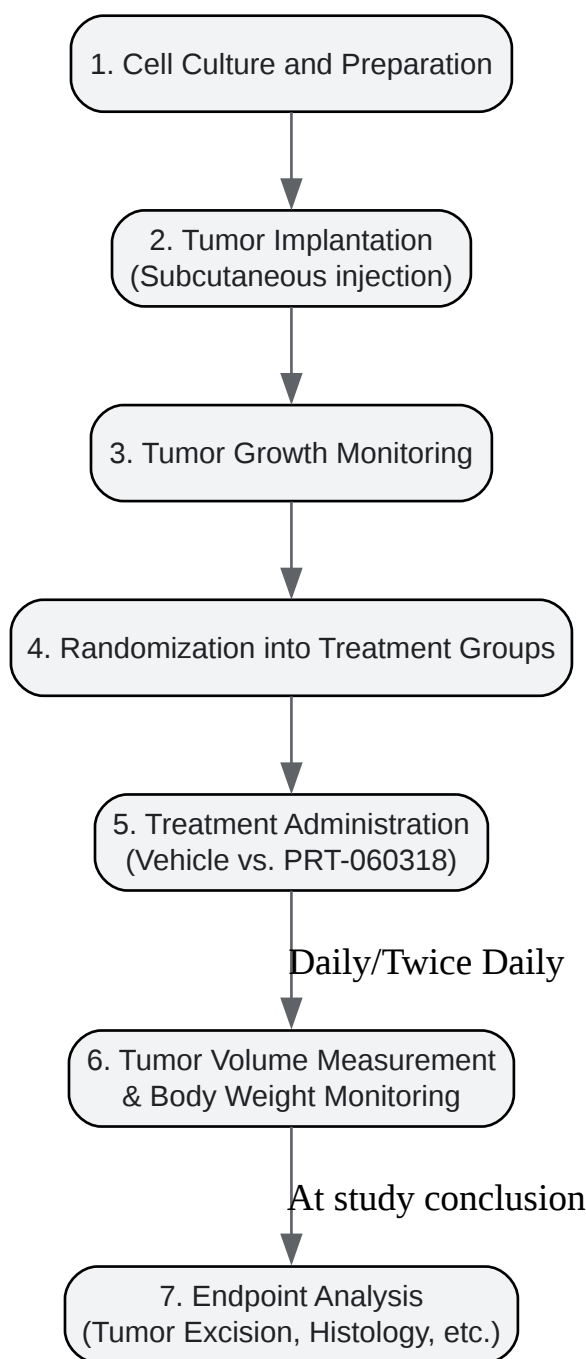 1. Cell Culture and Preparation
2. Tumor Implantation
(Subcutaneous injection)
3. Tumor Growth Monitoring
4. Randomization into Treatment Groups
5. Treatment Administration
(Vehicle vs. PRT-060318)
Daily/Twice Daily
6. Tumor Volume Measurement
& Body Weight Monitoring
At study conclusion
7. Endpoint Analysis
(Tumor Excision, Histology, etc.)